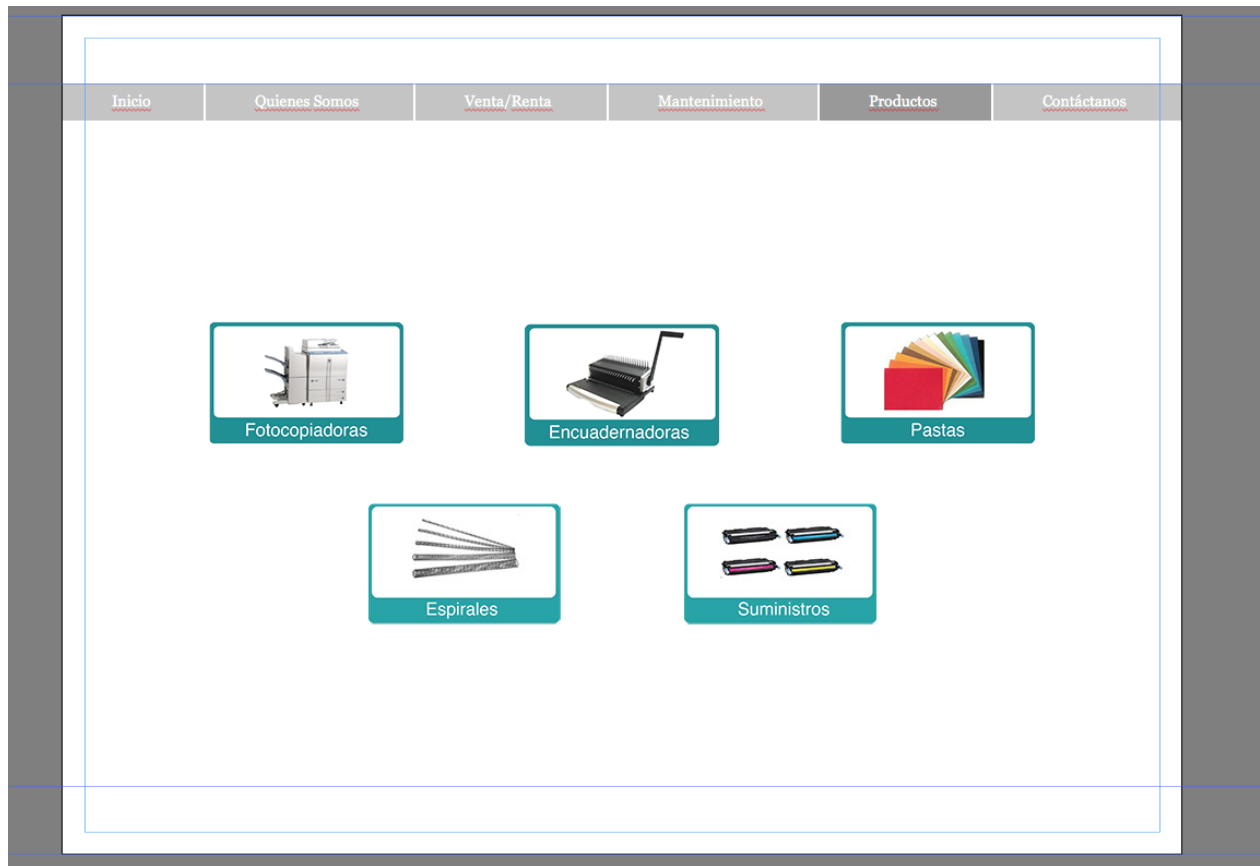 Inicio
Quienes Somos
Venta/Renta
Mantenimiento
Productos
Contáctanos
Fotocopiadoras
Encuadernadoras
Pastas
Espirales
Suministros